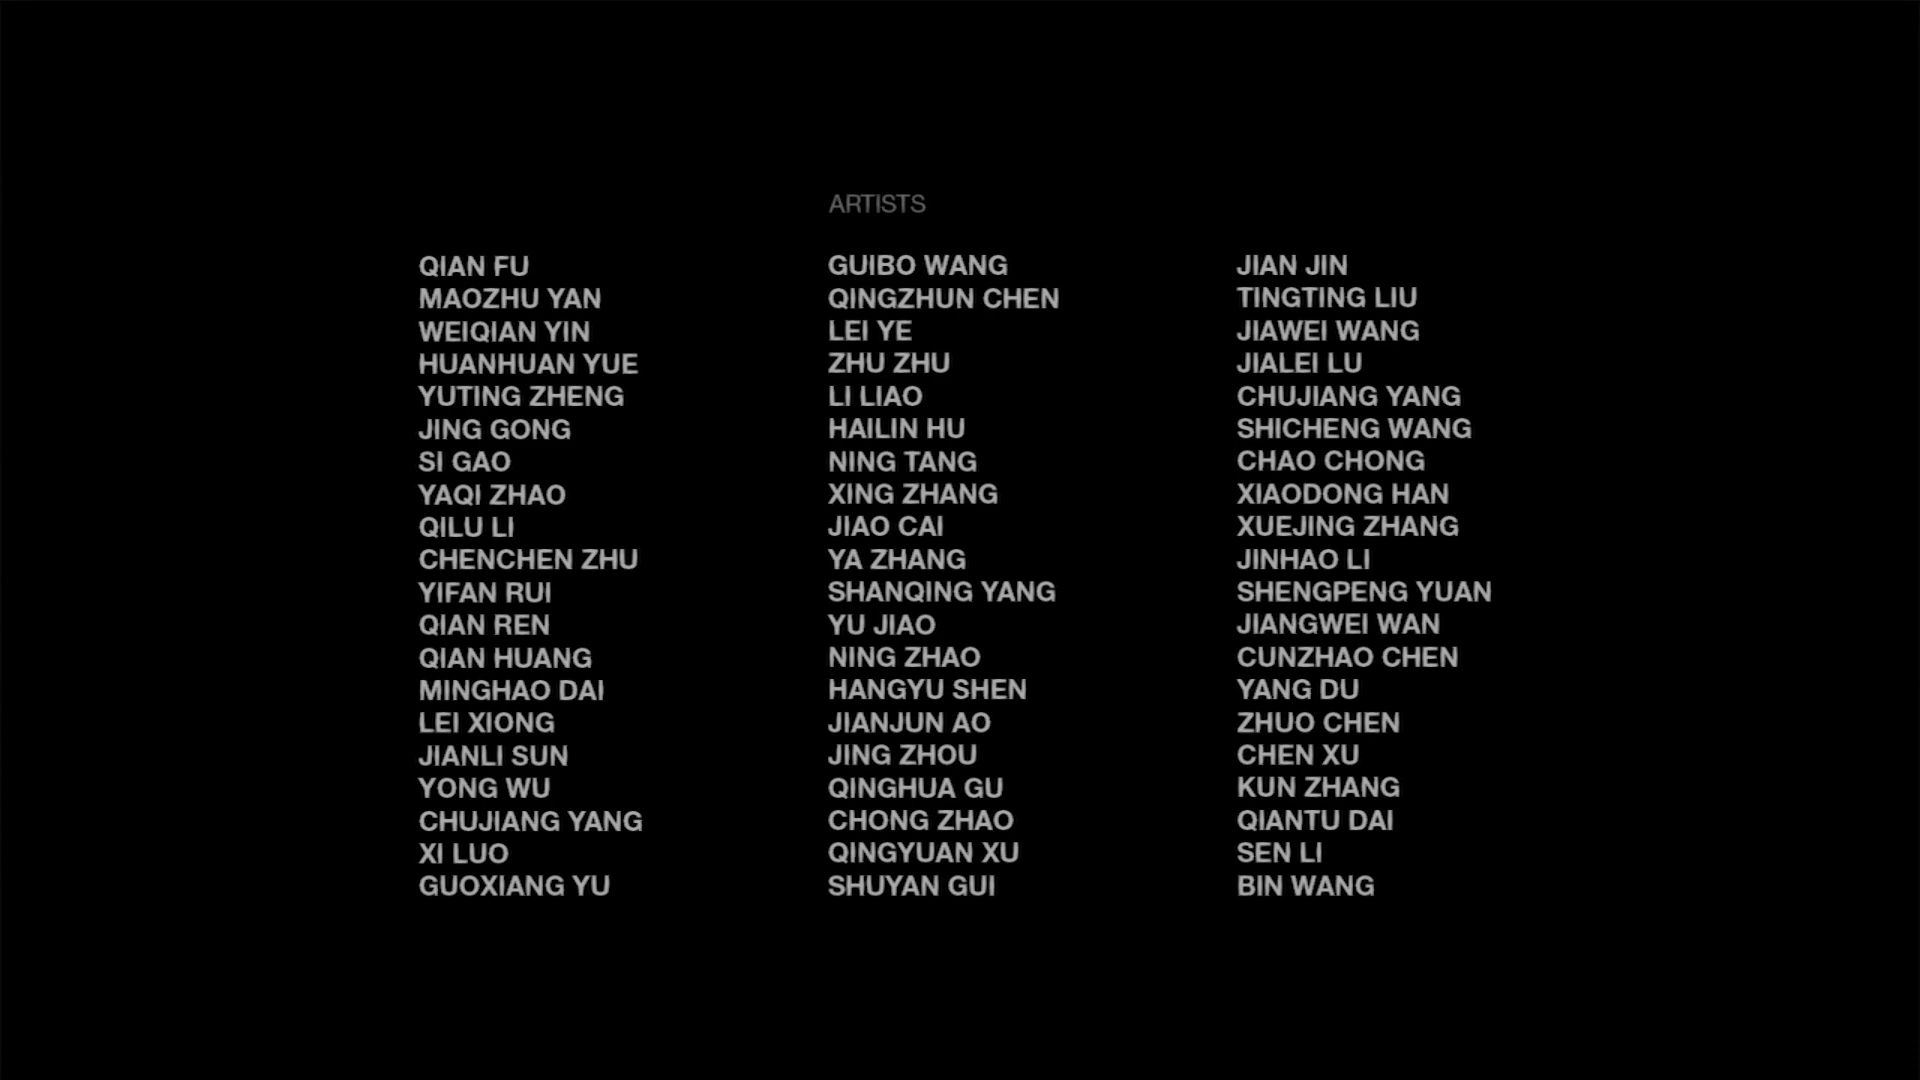 ARTISTS
QIAN FU
MAOZHU YAN
WEIQIAN YIN
HUANHUAN YUE
YUTING ZHENG
JING GONG
SI GAO
YAQI ZHAO
QILU LI
CHENCHEN ZHU
YIFAN RUI
QIAN REN
QIAN HUANG
MINGHAO DAI
LEI XIONG
JIANLI SUN
YONG WU
CHUJIANG YANG
XI LUO
GUOXIANG YU
GUIBO WANG
QINGZHUN CHEN
LEI YE
ZHU ZHU
LI LIAO
HAILIN HU
NING TANG
XING ZHANG
JIAO CAI
YA ZHANG
SHANQING YANG
YU JIAO
NING ZHAO
HANGYU SHEN
JIANJUN AO
JING ZHOU
QINGHUA GU
CHONG ZHAO
QINGYUAN XU
SHUYAN GUI
JIAN JIN
TINGTING LIU
JIAWEI WANG
JIALEI LU
CHUJIANG YANG
SHICHENG WANG
CHAO CHONG
XIAODONG HAN
XUEJING ZHANG
JINHAO LI
SHENGPENG YUAN
JIANGWEI WAN
CUNZHAO CHEN
YANG DU
ZHUO CHEN
CHEN XU
KUN ZHANG
QIANTU DAI
SEN LI
BIN WANG